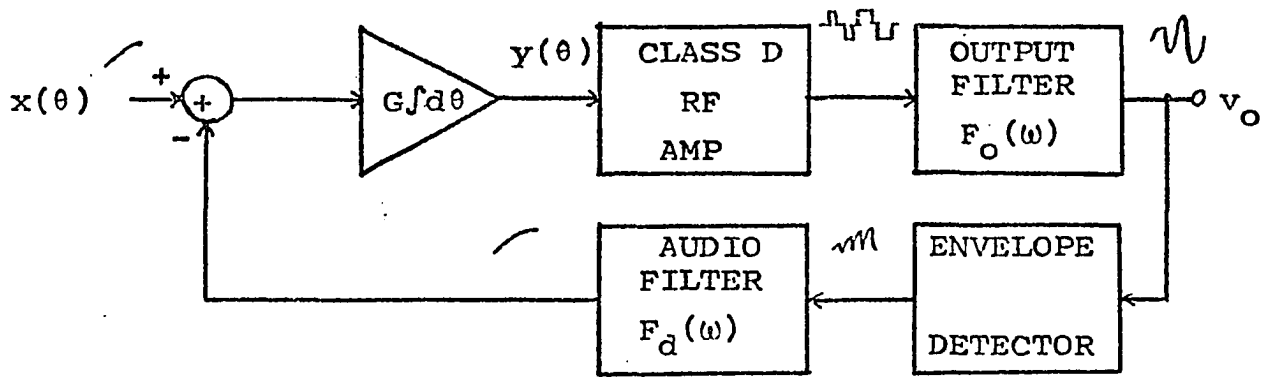 x(θ)
+
+
-
G∫dθ
y(θ)
CLASS D
RF
AMP
OUTPUT
FILTER
F_o(ω)
v_o
AUDIO
FILTER
F_d(ω)
ENVELOPE
DETECTOR